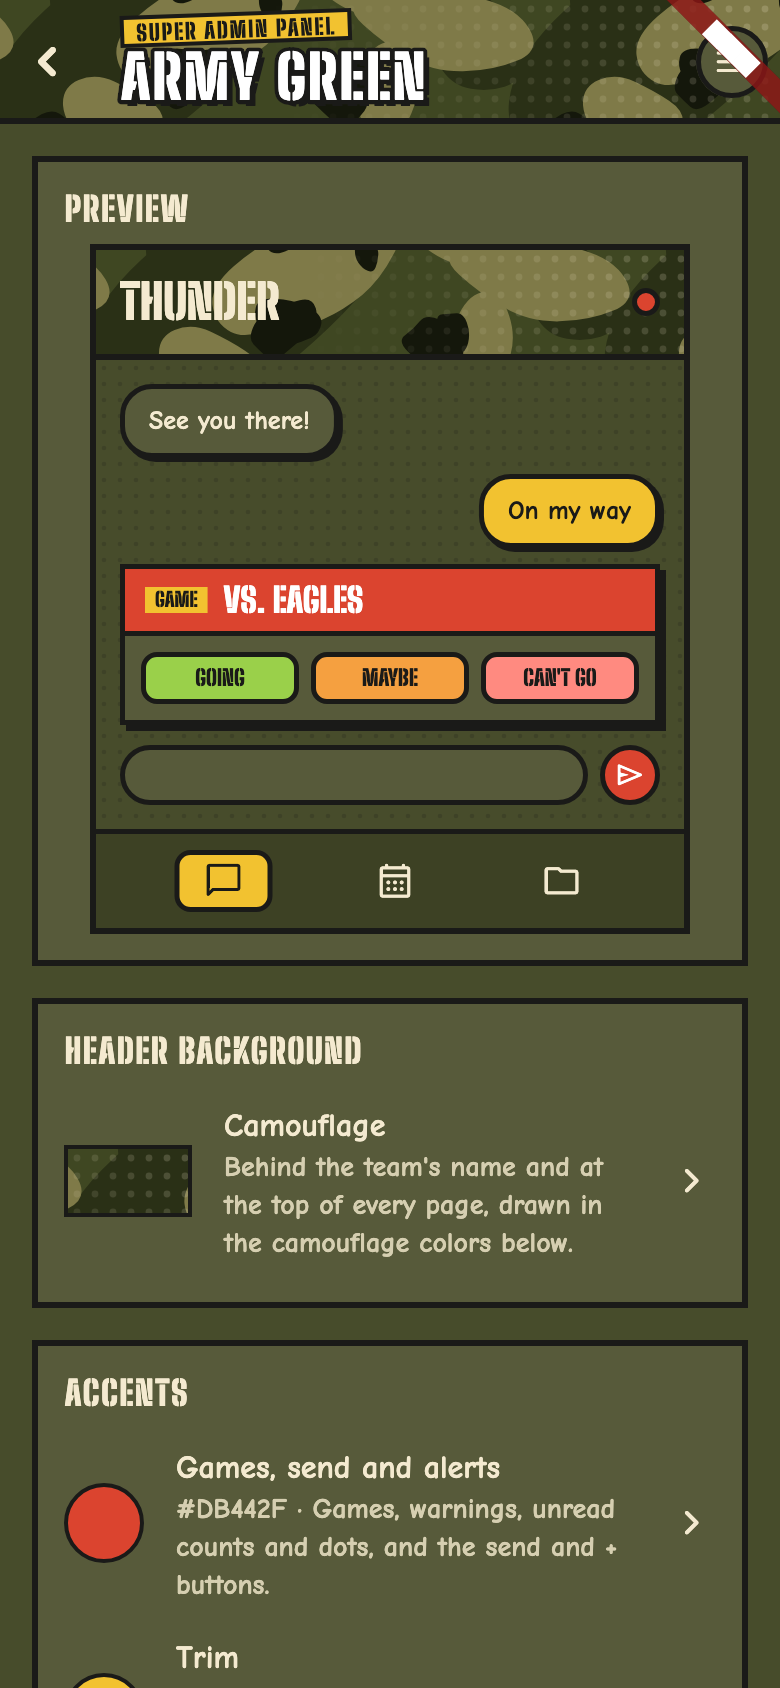 SUPER ADMIN PANEL
ARMY GREEN
PREVIEW
THUNDER
See you there!
On my way
GAME VS. EAGLES
GOING MAYBE CAN'T GO
HEADER BACKGROUND
Camouflage
Behind the team's name and at
the top of every page, drawn in
the camouflage colors below.
ACCENTS
Games, send and alerts
#DB442F · Games, warnings, unread
counts and dots, and the send and +
buttons.
Trim